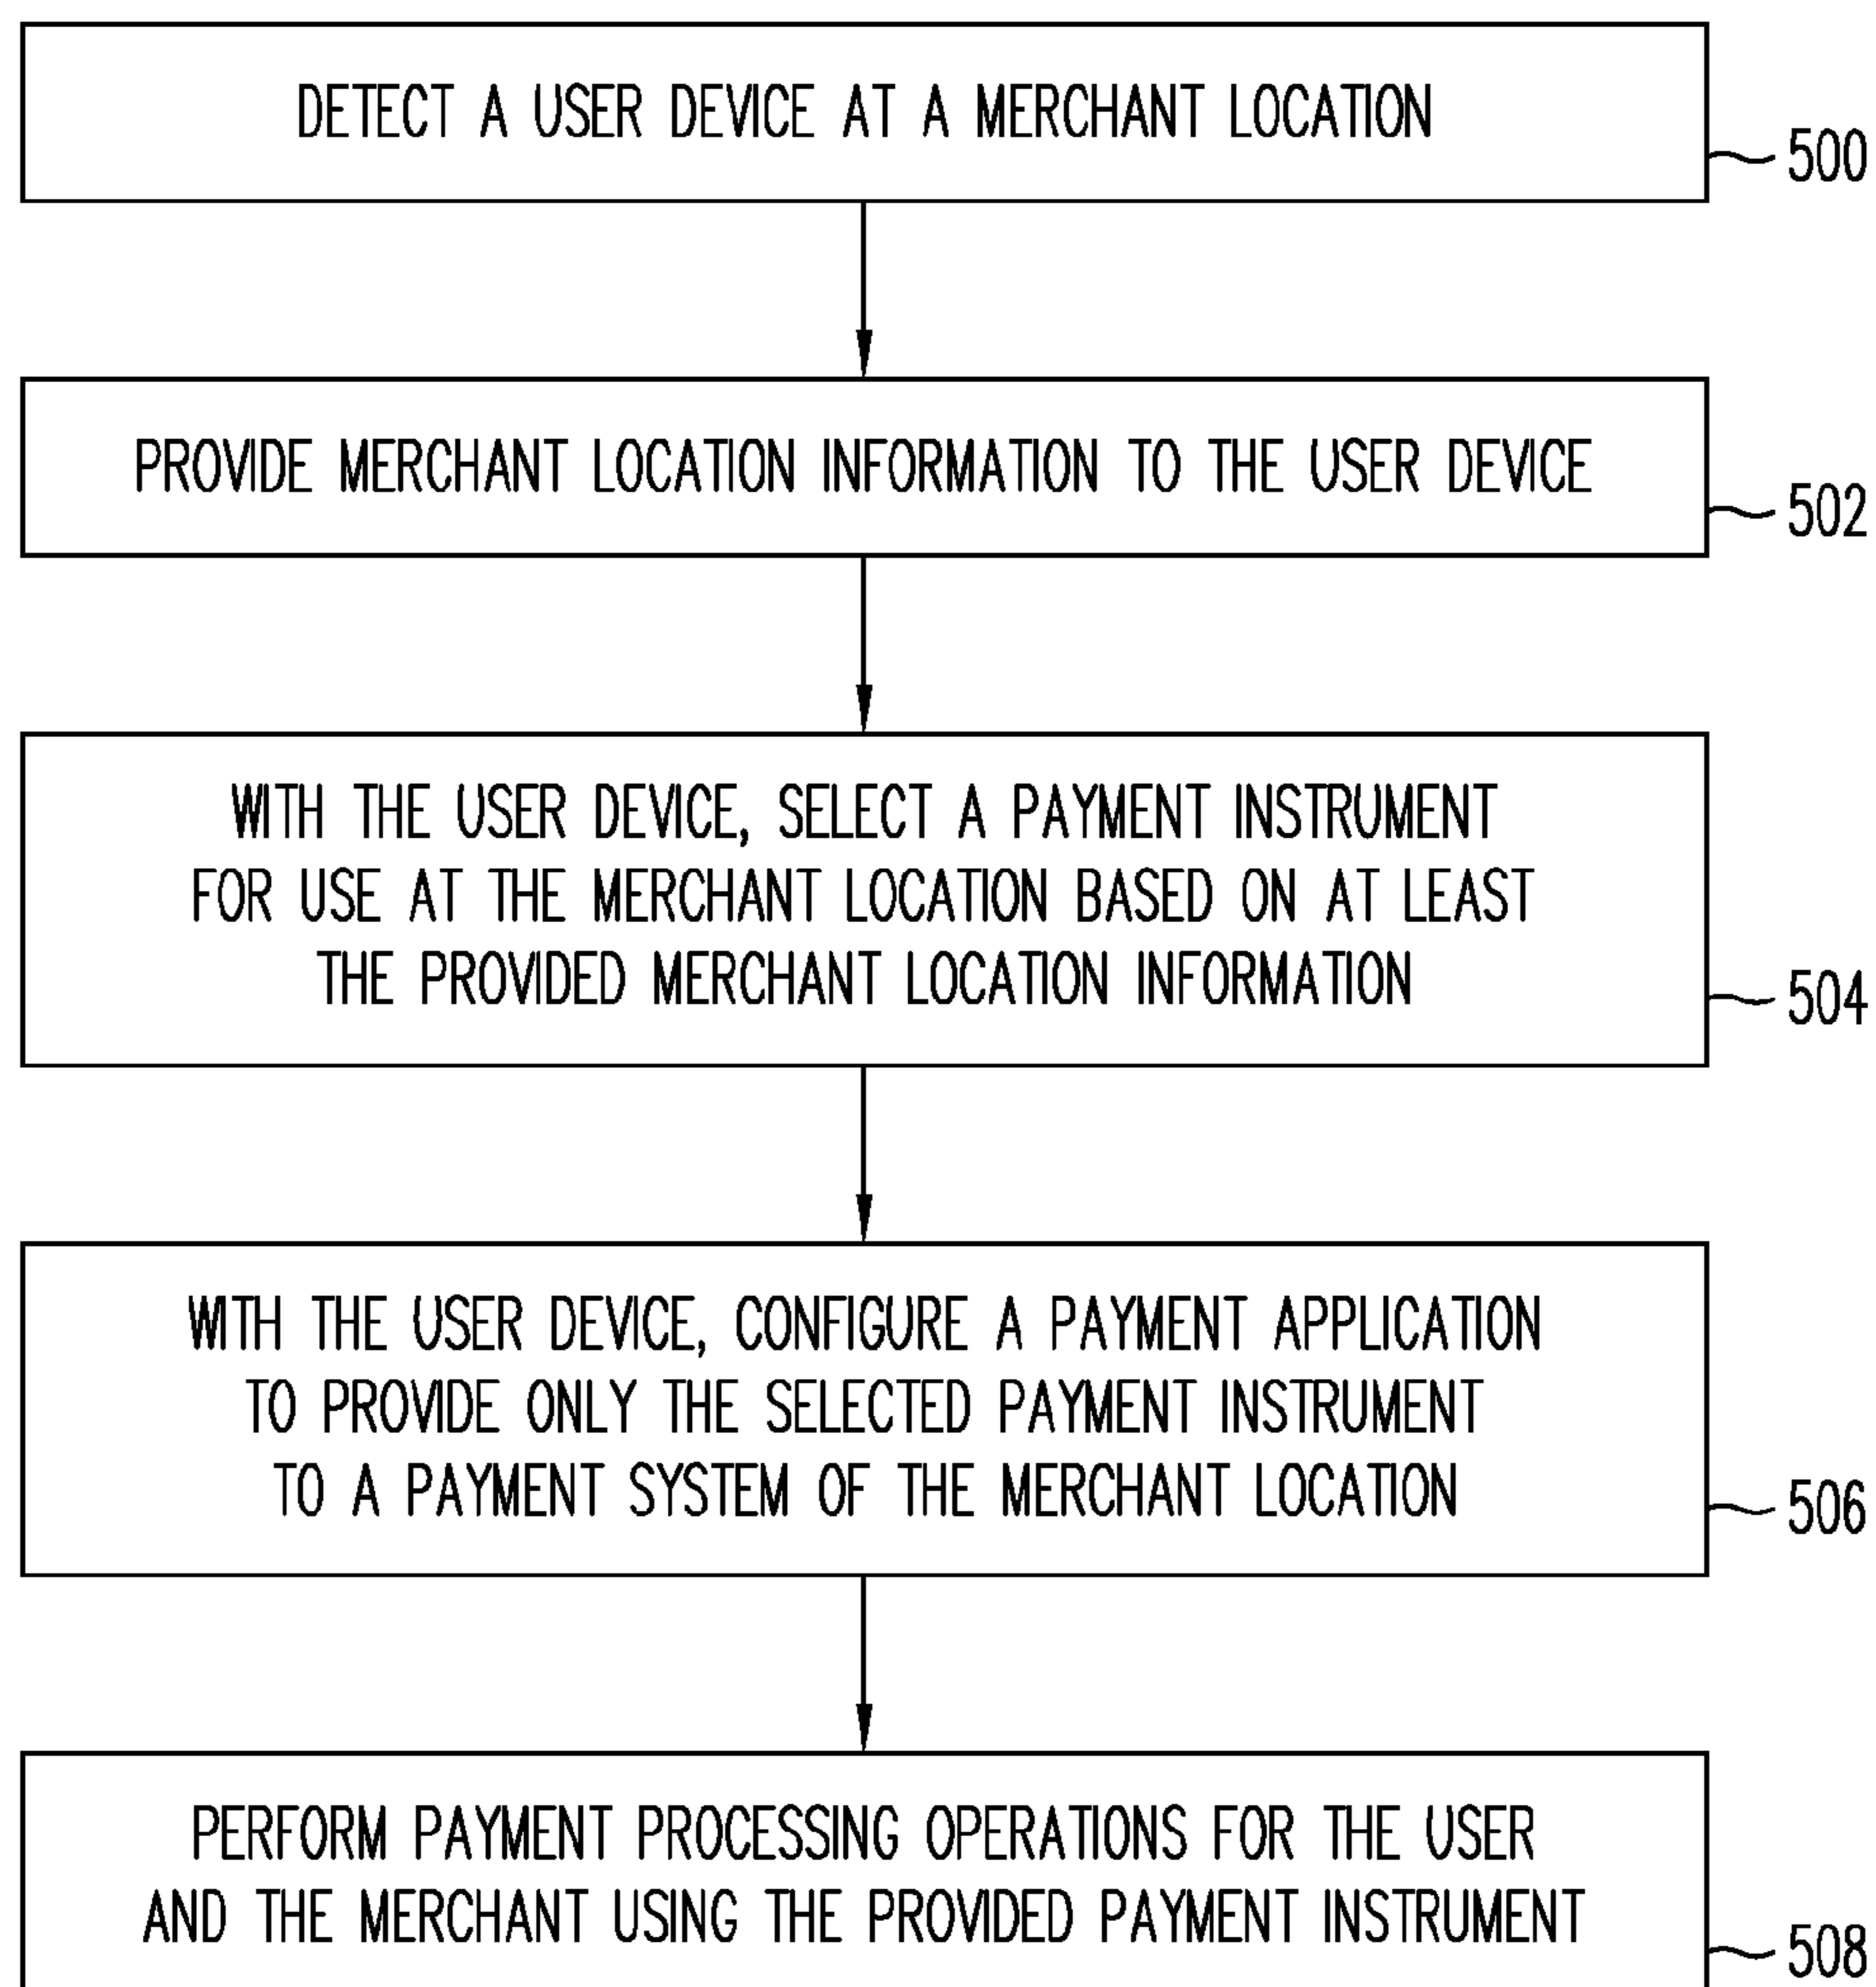 DETECT A USER DEVICE AT A MERCHANT LOCATION
500
PROVIDE MERCHANT LOCATION INFORMATION TO THE USER DEVICE
502
WITH THE USER DEVICE, SELECT A PAYMENT INSTRUMENT
FOR USE AT THE MERCHANT LOCATION BASED ON AT LEAST
THE PROVIDED MERCHANT LOCATION INFORMATION
504
WITH THE USER DEVICE, CONFIGURE A PAYMENT APPLICATION
TO PROVIDE ONLY THE SELECTED PAYMENT INSTRUMENT
TO A PAYMENT SYSTEM OF THE MERCHANT LOCATION
506
PERFORM PAYMENT PROCESSING OPERATIONS FOR THE USER
AND THE MERCHANT USING THE PROVIDED PAYMENT INSTRUMENT
508